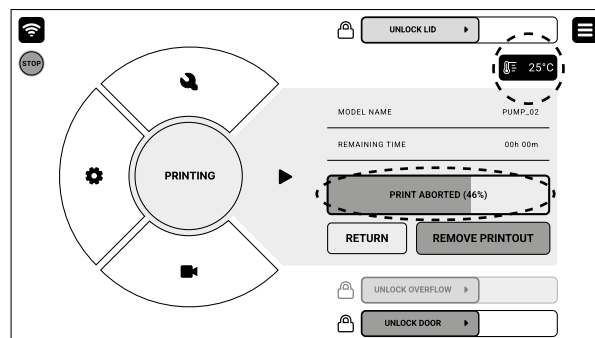 UNLOCK LID
STOP
25°C
MODEL NAME PUMP_02
REMAINING TIME 00h 00m
PRINTING
PRINT ABORTED (46%)
RETURN REMOVE PRINTOUT
UNLOCK OVERFLOW
UNLOCK DOOR